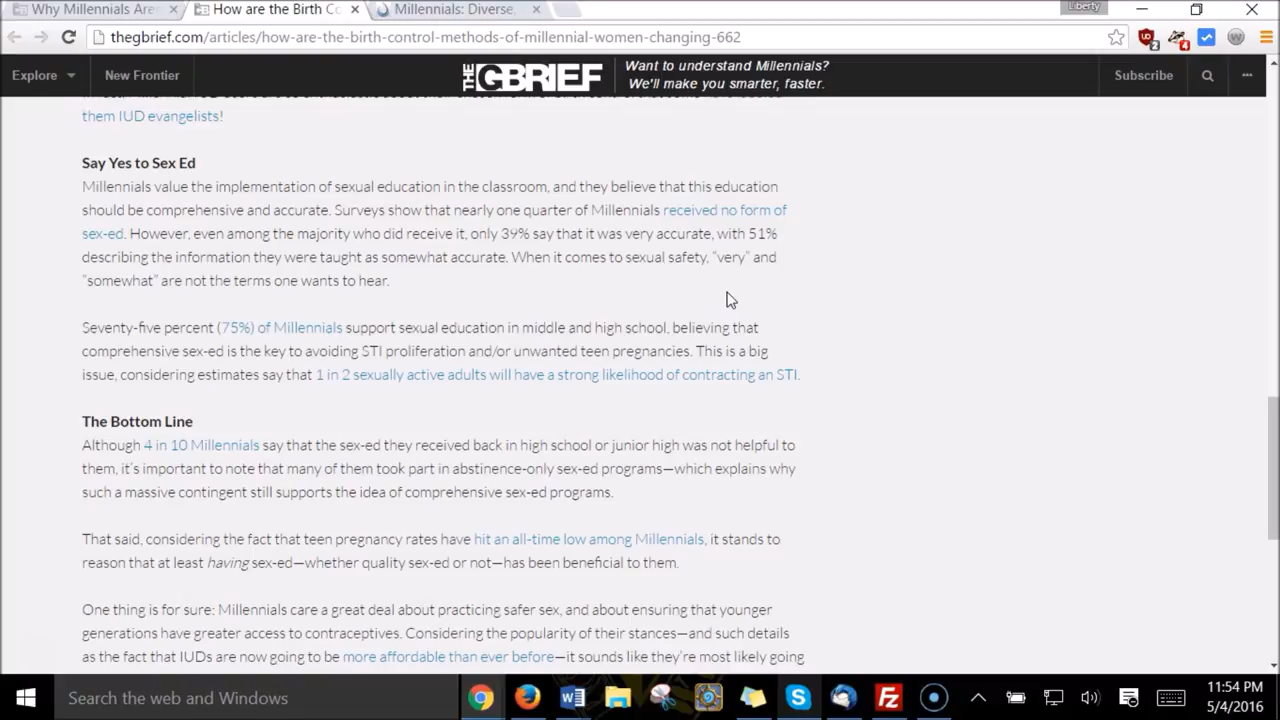 Why Millennials Aren
How are the Birth Co
Millennials: Diverse,
Liberty
thegbrief.com/articles/how-are-the-birth-control-methods-of-millennial-women-changing-662
2
4
Explore
New Frontier
THE GBRIEF
Want to understand Millennials?
We'll make you smarter, faster.
Subscribe
them IUD evangelists!
Say Yes to Sex Ed
Millennials value the implementation of sexual education in the classroom, and they believe that this education
should be comprehensive and accurate. Surveys show that nearly one quarter of Millennials received no form of
sex-ed. However, even among the majority who did receive it, only 39% say that it was very accurate, with 51%
describing the information they were taught as somewhat accurate. When it comes to sexual safety, “very” and
“somewhat” are not the terms one wants to hear.
Seventy-five percent (75%) of Millennials support sexual education in middle and high school, believing that
comprehensive sex-ed is the key to avoiding STI proliferation and/or unwanted teen pregnancies. This is a big
issue, considering estimates say that 1 in 2 sexually active adults will have a strong likelihood of contracting an STI.
The Bottom Line
Although 4 in 10 Millennials say that the sex-ed they received back in high school or junior high was not helpful to
them, it’s important to note that many of them took part in abstinence-only sex-ed programs—which explains why
such a massive contingent still supports the idea of comprehensive sex-ed programs.
That said, considering the fact that teen pregnancy rates have hit an all-time low among Millennials, it stands to
reason that at least having sex-ed—whether quality sex-ed or not—has been beneficial to them.
One thing is for sure: Millennials care a great deal about practicing safer sex, and about ensuring that younger
generations have greater access to contraceptives. Considering the popularity of their stances—and such details
as the fact that IUDs are now going to be more affordable than ever before—it sounds like they’re most likely going
Search the web and Windows
11:54 PM
5/4/2016